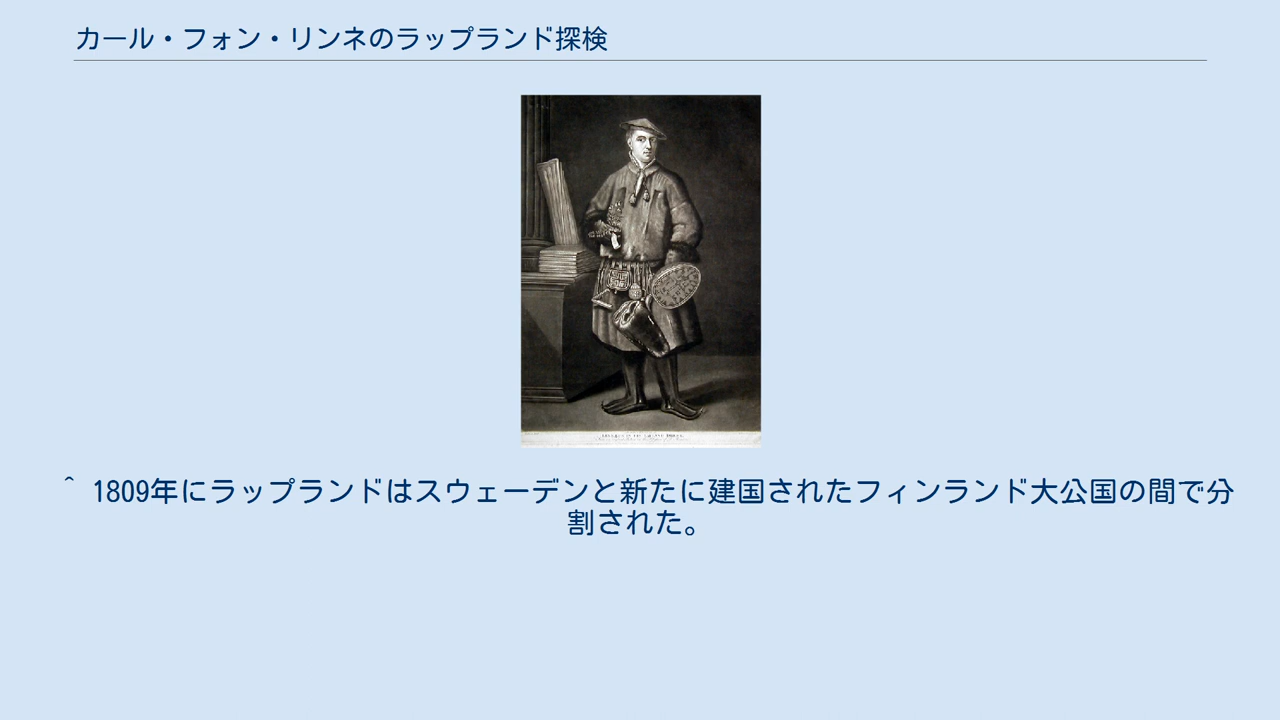 カール・フォン・リンネのラップランド探検
^ 1809年にラップランドはスウェーデンと新たに建国されたフィンランド大公国の間で分
割された。